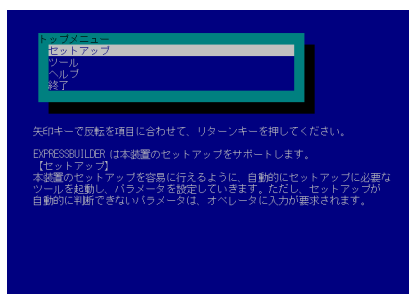 トップメニュー
セットアップ
ツール
ヘルプ
終了
矢印キーで反転を項目に合わせて、リターンキーを押してください。
EXPRESSBUILDER は本装置のセットアップをサポートします。
【セットアップ】
本装置のセットアップを容易に行えるように、自動的にセットアップに必要な
ツールを起動し、パラメータを設定していきます。ただし、セットアップが
自動的に判断できないパラメータは、オペレータに入力が要求されます。